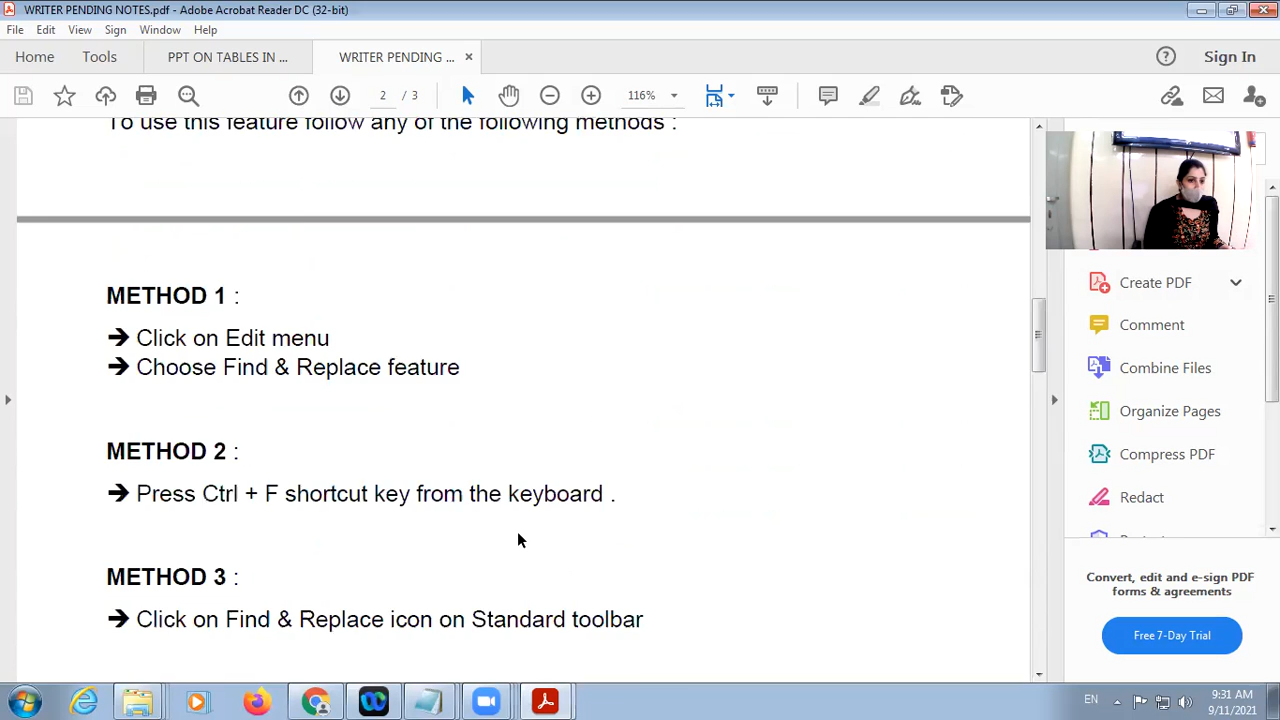 WRITER PENDING NOTES.pdf - Adobe Acrobat Reader DC (32-bit)
File Edit View Sign Window Help
Home Tools PPT ON TABLES IN ... WRITER PENDING ... × Sign In
2 / 3 116%
To use this feature follow any of the following methods :
METHOD 1 :
➔ Click on Edit menu
➔ Choose Find & Replace feature
METHOD 2 :
➔ Press Ctrl + F shortcut key from the keyboard .
METHOD 3 :
➔ Click on Find & Replace icon on Standard toolbar
Create PDF
Comment
Combine Files
Organize Pages
Compress PDF
Redact
Convert, edit and e-sign PDF
forms & agreements
Free 7-Day Trial
EN
9:31 AM
9/11/2021